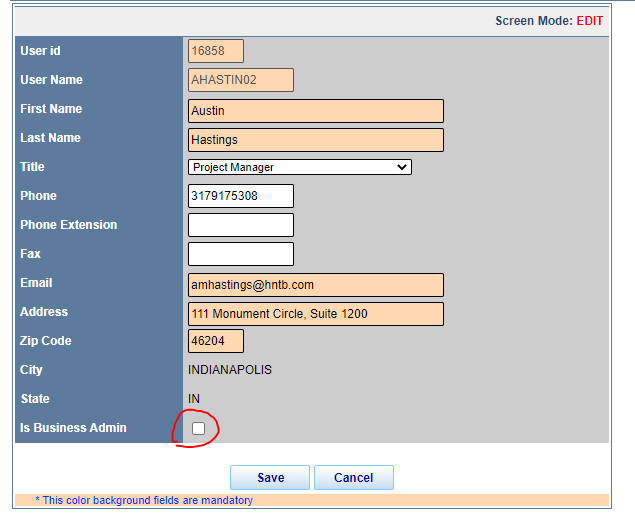 Screen Mode: EDIT
User id 16858
User Name AHASTIN02
First Name Austin
Last Name Hastings
Title Project Manager
Phone 3179175308
Phone Extension
Fax
Email amhastings@hntb.com
Address 111 Monument Circle, Suite 1200
Zip Code 46204
City INDIANAPOLIS
State IN
Is Business Admin
Save Cancel
* This color background fields are mandatory